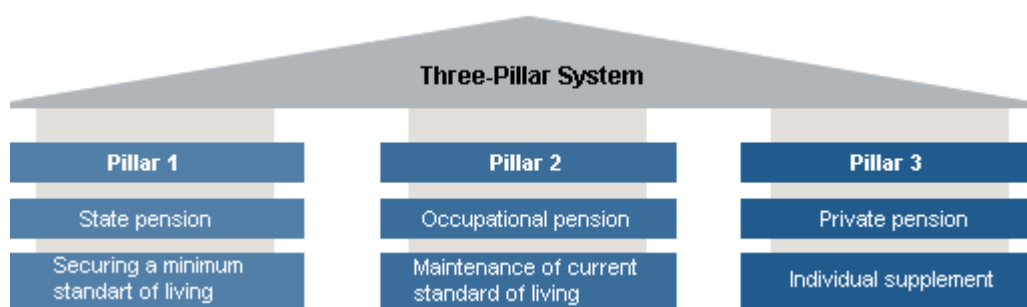 Three-Pillar System
Pillar 1
Pillar 2
Pillar 3
State pension
Occupational pension
Private pension
Securing a minimum
standart of living
Maintenance of current
standard of living
Individual supplement